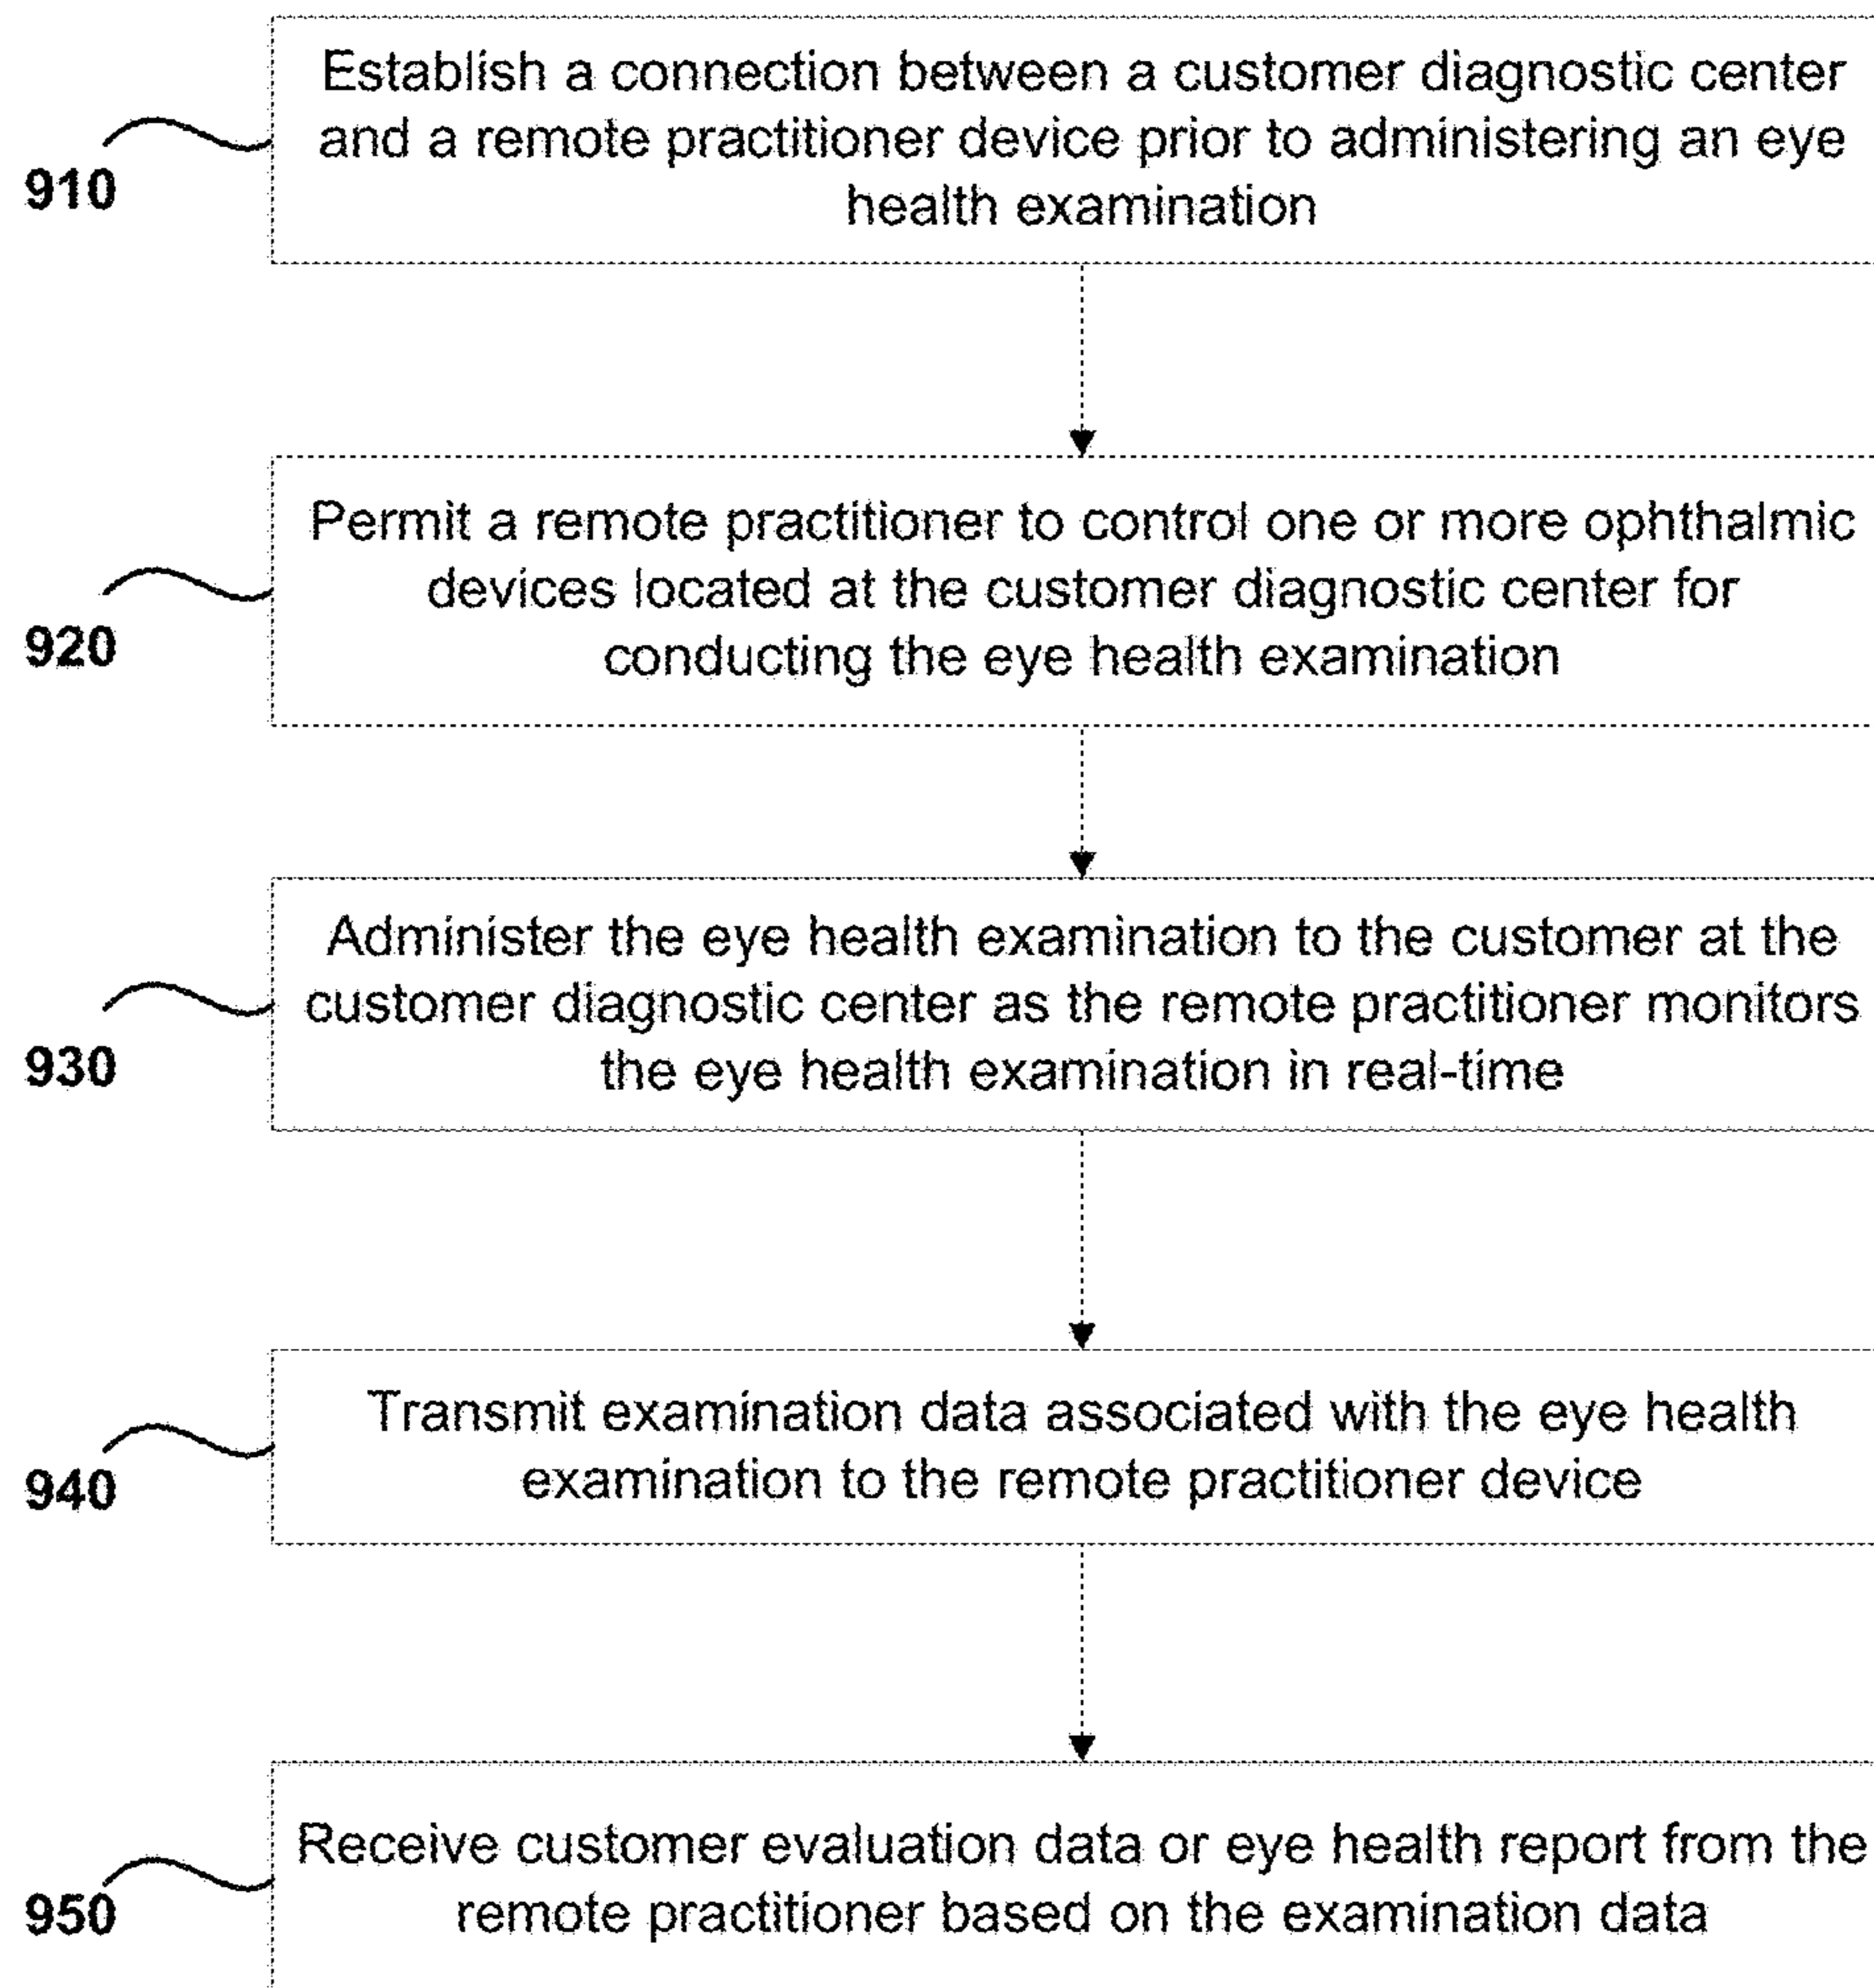 Establish a connection between a customer diagnostic center
and a remote practitioner device prior to administering an eye
health examination
910
Permit a remote practitioner to control one or more ophthalmic
devices located at the customer diagnostic center for
conducting the eye health examination
920
Administer the eye health examination to the customer at the
customer diagnostic center as the remote practitioner monitors
the eye health examination in real-time
930
Transmit examination data associated with the eye health
examination to the remote practitioner device
940
Receive customer evaluation data or eye health report from the
remote practitioner based on the examination data
950